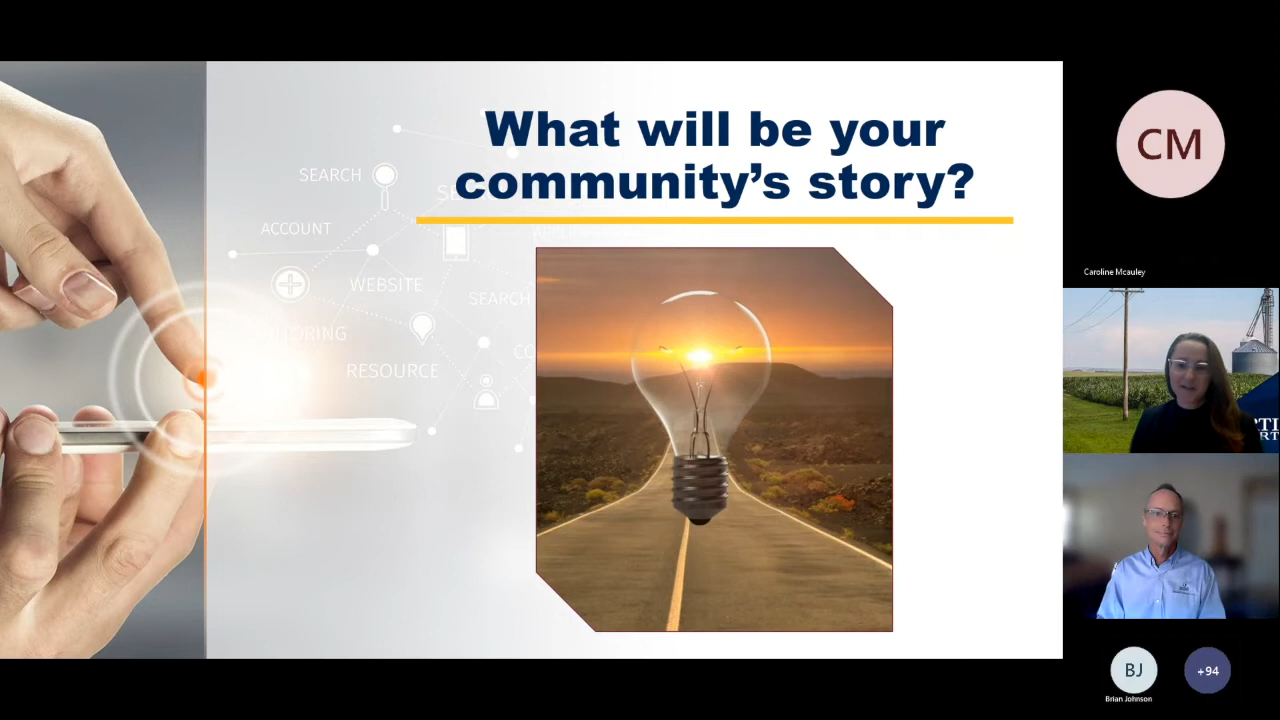 What will be your
community's story?
SEARCH
ACCOUNT
WEBSITE
SEARCH
RESOURCE
CM
Caroline Mcauley
BJ
+94
Brian Johnson